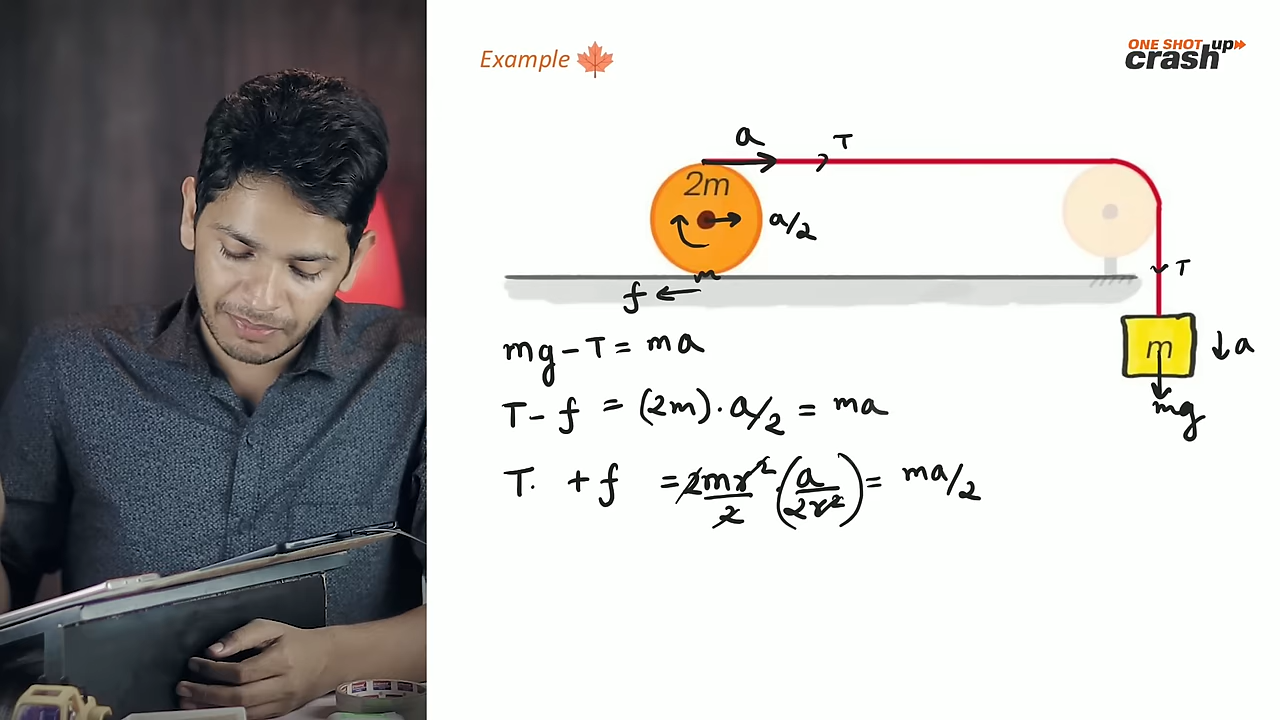 Example
ONE SHOT
crash up
a T
2m
a/2
T
f
m
a
mg
mg - T = ma
T - f = (2m) · a/2 = ma
T. + f = 2mr²/2 · (a/2r²) = ma/2